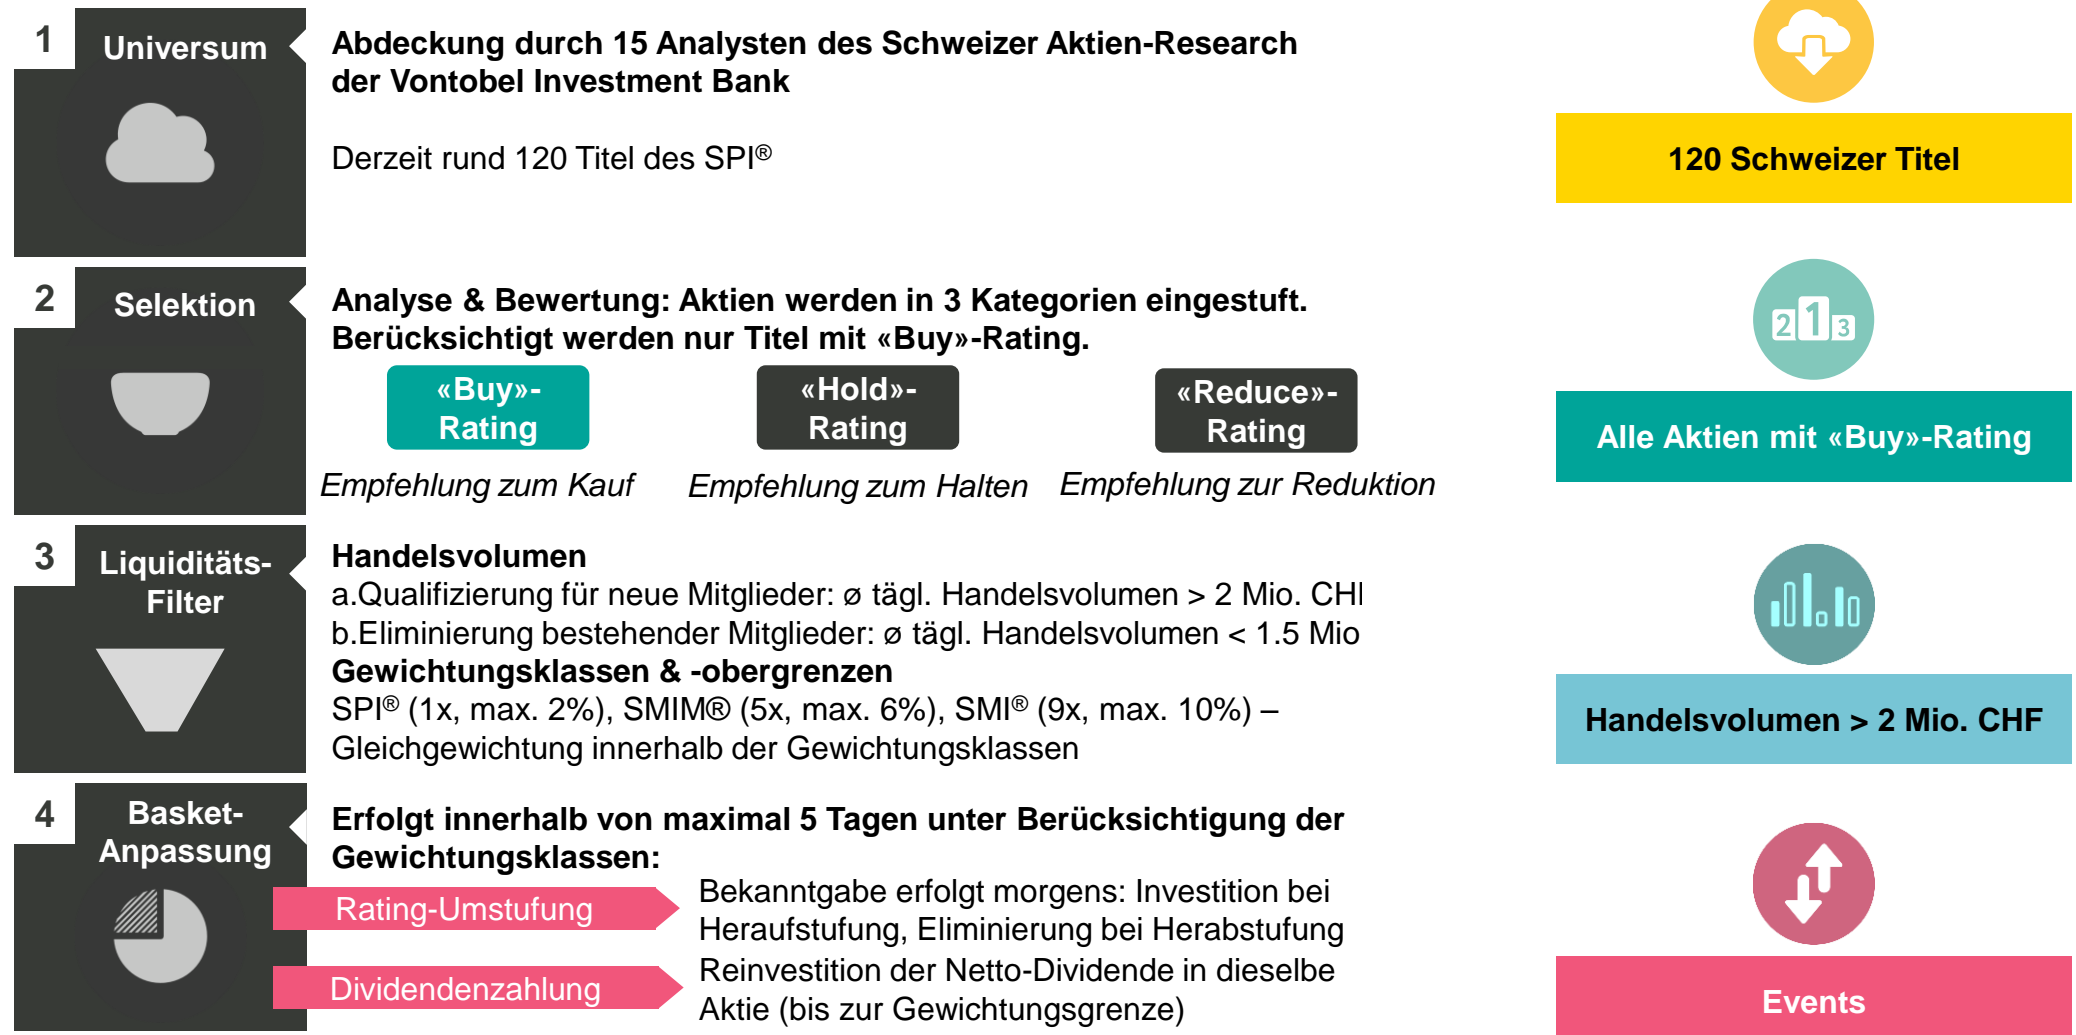 1
Universum
Abdeckung durch 15 Analysten des Schweizer Aktien-Research
der Vontobel Investment Bank
Derzeit rund 120 Titel des SPI®
120 Schweizer Titel
2
Selektion
Analyse & Bewertung: Aktien werden in 3 Kategorien eingestuft.
Berücksichtigt werden nur Titel mit «Buy»-Rating.
«Buy»-
Rating
«Hold»-
Rating
«Reduce»-
Rating
Empfehlung zum Kauf
Empfehlung zum Halten
Empfehlung zur Reduktion
2 1 3
Alle Aktien mit «Buy»-Rating
3
Liquiditäts-
Filter
Handelsvolumen
a.Qualifizierung für neue Mitglieder: ø tägl. Handelsvolumen > 2 Mio.
b.Eliminierung bestehender Mitglieder: ø tägl. Handelsvolumen < 1.5 Mio
Gewichtungsklassen & -obergrenzen
SPI® (1x, max. 2%), SMIM® (5x, max. 6%), SMI® (9x, max. 10%) –
Gleichgewichtung innerhalb der Gewichtungsklassen
Handelsvolumen > 2 Mio. CHF
4
Basket-
Anpassung
Erfolgt innerhalb von maximal 5 Tagen unter Berücksichtigung der
Gewichtungsklassen:
Rating-Umstufung
Bekanntgabe erfolgt morgens: Investition bei
Heraufstufung, Eliminierung bei Herabstufung
Dividendenzahlung
Reinvestition der Netto-Dividende in dieselbe
Aktie (bis zur Gewichtungsgrenze)
Events